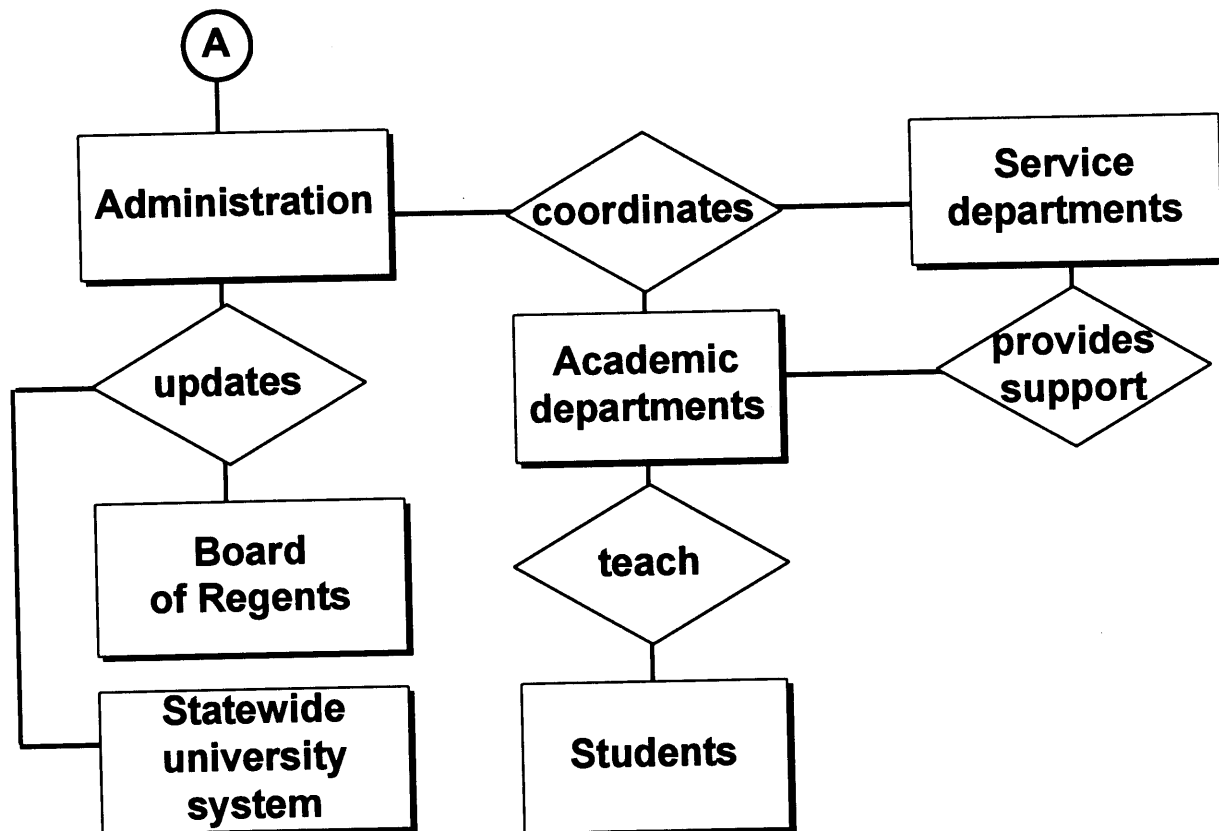 A
Administration
coordinates
Service
departments
updates
Academic
departments
provides
support
Board
of Regents
teach
Statewide
university
system
Students